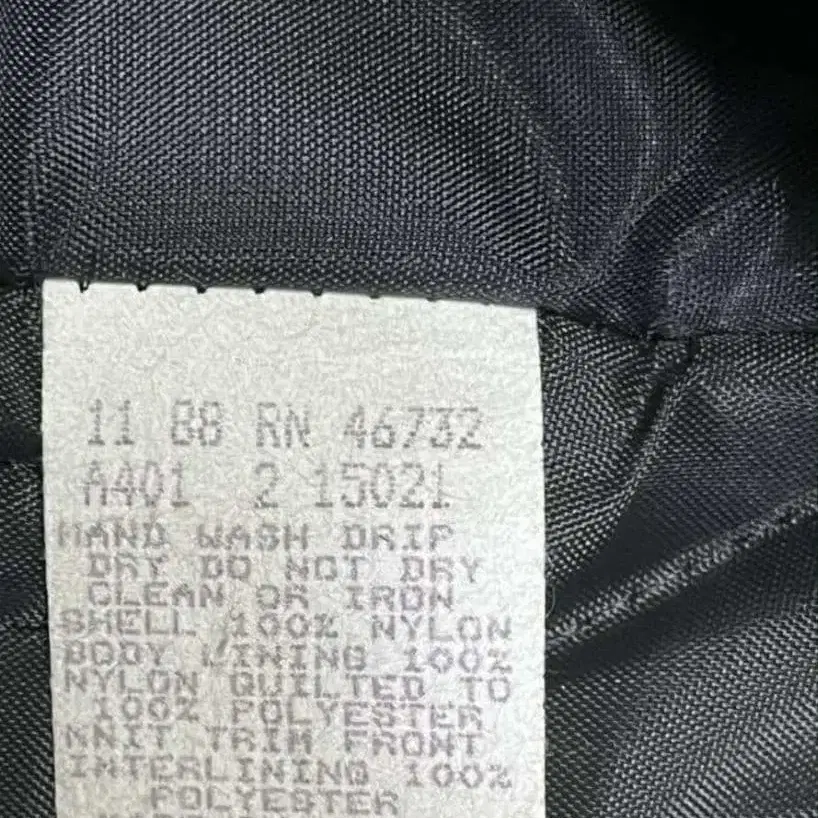 11 88 RN 46732
A401 2 15021
HAND WASH DRIP
DRY DO NOT DRY
CLEAN OR IRON
SHELL 100% NYLON
BODY LINING 100%
NYLON QUILTED TO
100% POLYESTER
KNIT TRIM FRONT
INTERLINING 100%
POLYESTER